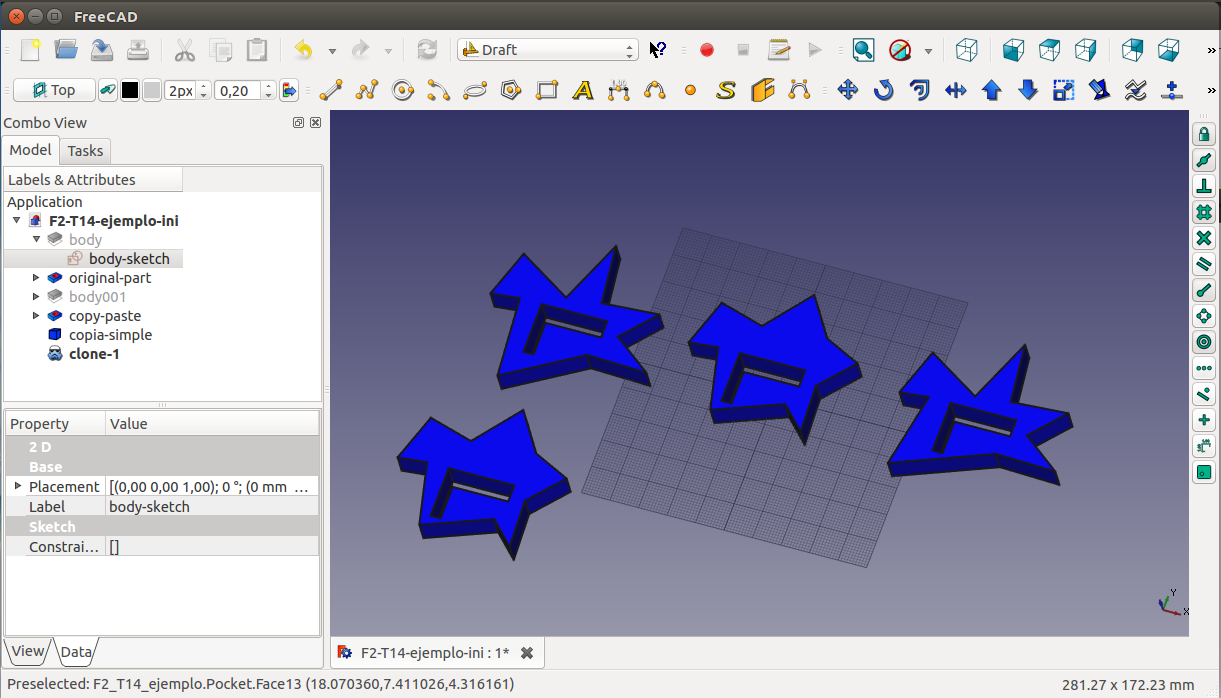 FreeCAD
Draft
»
Top 2px 0,20
»
Combo View
Model Tasks
Labels & Attributes
Application
F2-T14-ejemplo-ini
body
body-sketch
original-part
body001
copy-paste
copia-simple
clone-1
Property Value
2 D
Base
Placement [(0,00 0,00 1,00); 0 °; (0 mm ...
Label body-sketch
Sketch
Constrai... []
Y
X
View Data
F2-T14-ejemplo-ini : 1*
Preselected: F2_T14_ejemplo.Pocket.Face13 (18.070360,7.411026,4.316161)
281.27 x 172.23 mm